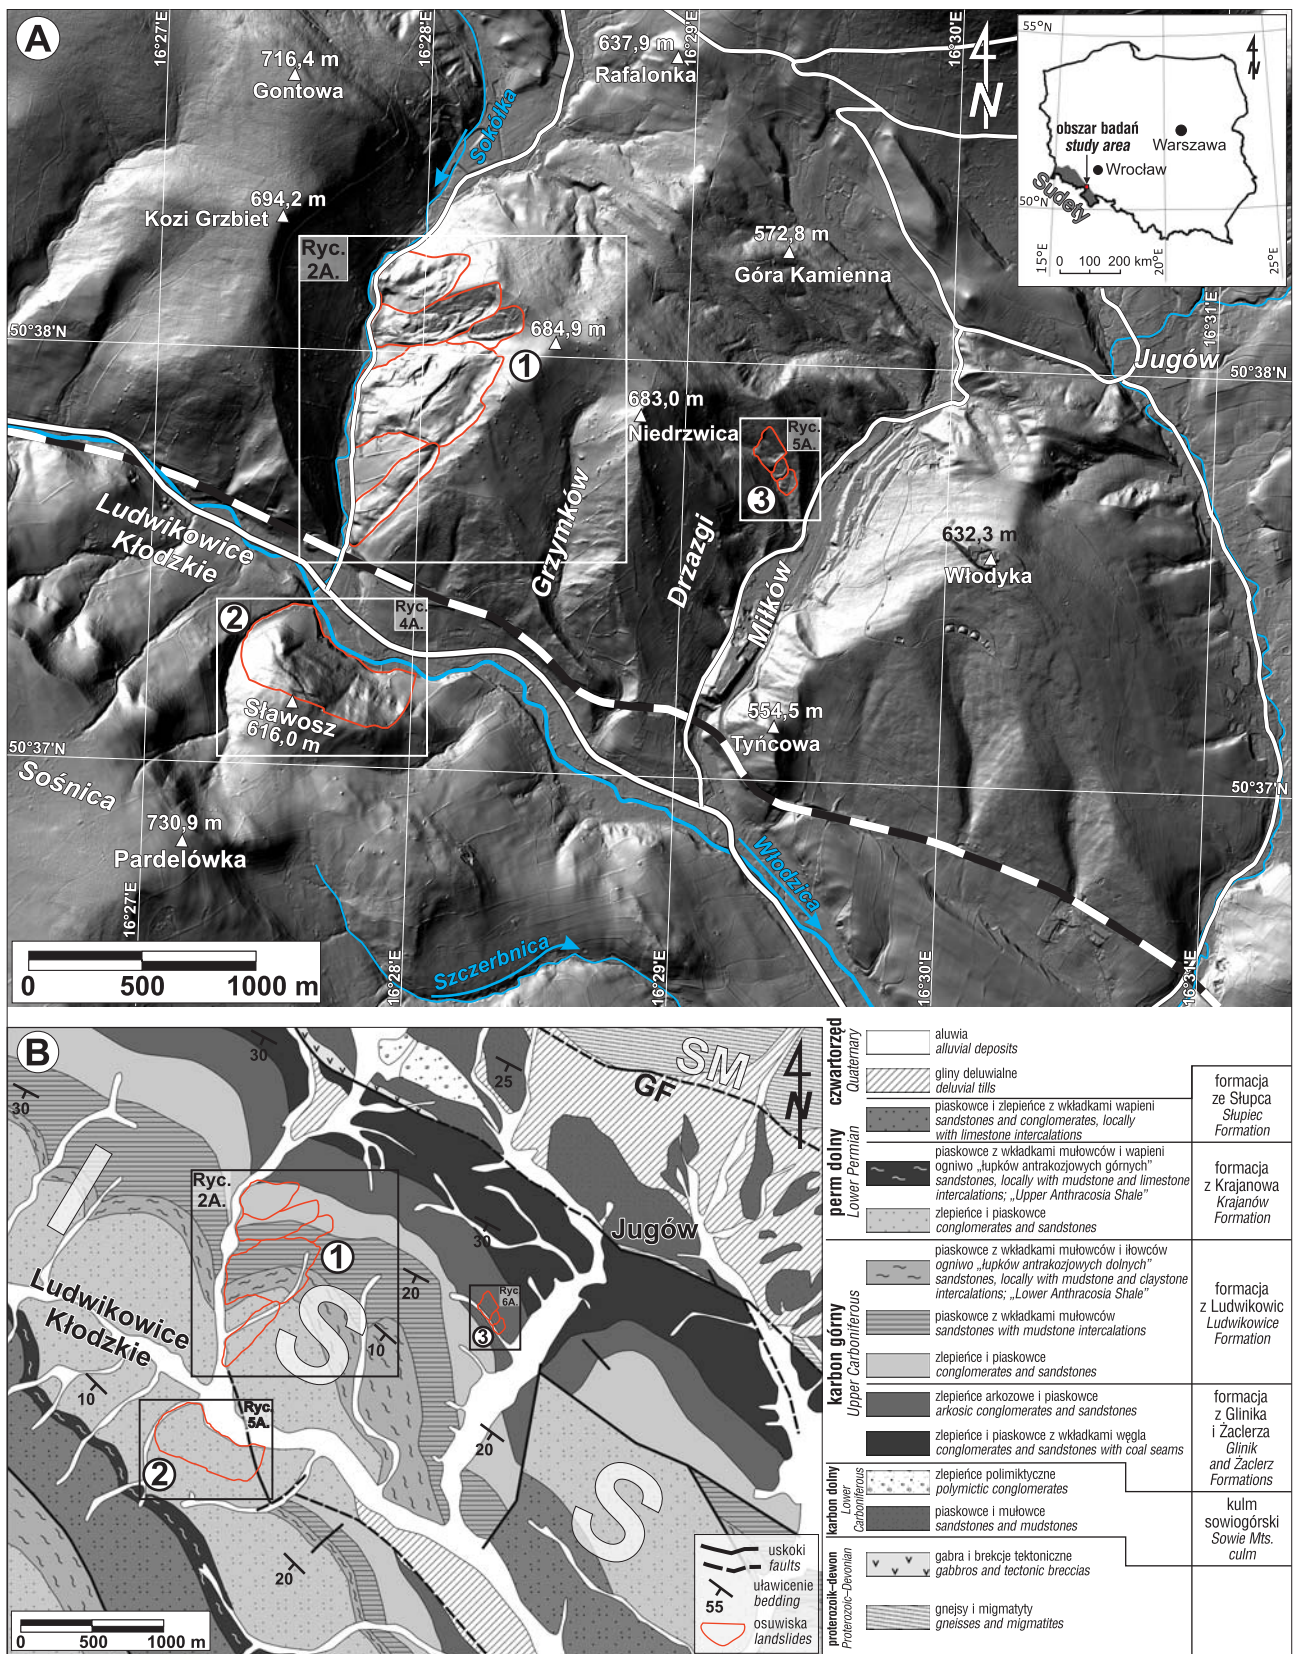 A
16°27'E
716,4 m
Gontowa
16°28'E
Sokółka
637,9 m
Rafalonka
16°29'E
16°30'E
N
55°N
N
obszar badań
study area
Warszawa
Wrocław
Sudety
50°N
15°E
20°E
25°E
0 100 200 km
694,2 m
Kozi Grzbiet
Ryc.
2A.
572,8 m
Góra Kamienna
16°31'E
50°38'N
684,9 m
1
Jugów
50°38'N
683,0 m
Niedrzwica
Ryc.
5A.
3
Ludwikowice
Kłodzkie
Grzymków
Drzazgi
Miłków
632,3 m
Włodyka
2
Ryc.
4A.
Sławosz
616,0 m
554,5 m
Tyńcowa
50°37'N
Sośnica
50°37'N
730,9 m
Pardelówka
Włodzica
16°27'E
Szczerbnica
16°28'E
16°29'E
16°30'E
16°31'E
0 500 1000 m
B
30
25
SM
GF
N
30
I
Ryc.
2A.
1
Jugów
30
20
Ryc
6A.
3
Ludwikowice
Kłodzkie
S
10
10
Ryc.
5A.
2
20
S
20
0 500 1000 m
uskoki
faults
55
uławicenie
bedding
osuwiska
landslides
czwartorzęd
Quaternary
aluwia
alluvial deposits
gliny deluwialne
deluvial tills
perm dolny
Lower Permian
piaskowce i zlepieńce z wkładkami wapieni
sandstones and conglomerates, locally
with limestone intercalations
formacja
ze Słupca
Słupiec
Formation
piaskowce z wkładkami mułowców i wapieni
ogniwo „łupków antrakozjowych górnych”
sandstones, locally with mudstone and limestone
intercalations; „Upper Anthracosia Shale”
zlepieńce i piaskowce
conglomerates and sandstones
formacja
z Krajanowa
Krajanów
Formation
karbon górny
Upper Carboniferous
piaskowce z wkładkami mułowców i iłowców
ogniwo „łupków antrakozjowych dolnych”
sandstones, locally with mudstone and claystone
intercalations; „Lower Anthracosia Shale”
piaskowce z wkładkami mułowców
sandstones with mudstone intercalations
zlepieńce i piaskowce
conglomerates and sandstones
formacja
z Ludwikowic
Ludwikowice
Formation
zlepieńce arkozowe i piaskowce
arkosic conglomerates and sandstones
zlepieńce i piaskowce z wkładkami węgla
conglomerates and sandstones with coal seams
formacja
z Glinika
i Żaclerza
Glinik
and Žaclerz
Formations
karbon dolny
Lower
Carboniferous
zlepieńce polimiktyczne
polymictic conglomerates
piaskowce i mułowce
sandstones and mudstones
kulm
sowiogórski
Sowie Mts.
culm
proterozoik–dewon
Proterozoic–Devonian
gabra i brekcje tektoniczne
gabbros and tectonic breccias
gnejsy i migmatyty
gneisses and migmatites